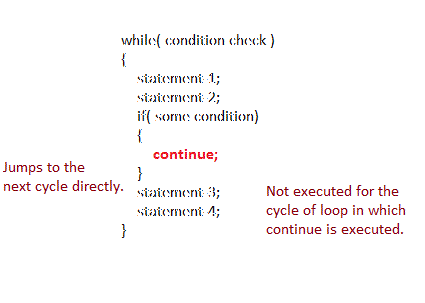 while( condition check )
{
statement-1;
statement-2;
if( some condition)
{
continue;
}
Jumps to the
next cycle directly.
statement-3;
statement-4;
}
Not executed for the
cycle of loop in which
continue is executed.